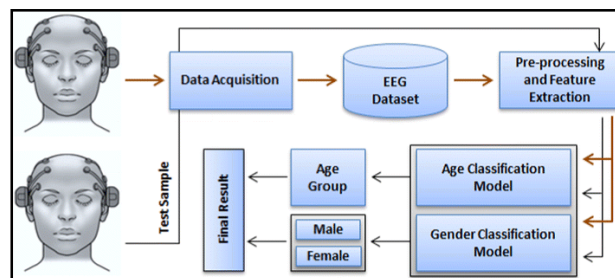 Data Acquisition
EEG
Dataset
Pre-processing
and Feature
Extraction
Test Sample
Final Result
Age
Group
Age Classification
Model
Male
Female
Gender Classification
Model